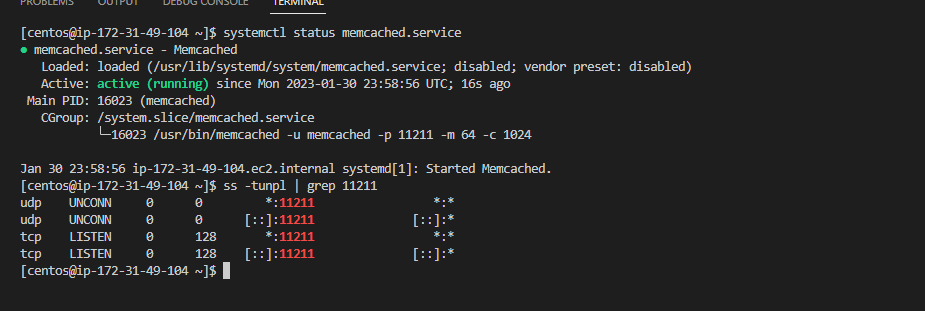 PROBLEMS OUTPUT DEBUG CONSOLE TERMINAL
[centos@ip-172-31-49-104 ~]$ systemctl status memcached.service
● memcached.service - Memcached
   Loaded: loaded (/usr/lib/systemd/system/memcached.service; disabled; vendor preset: disabled)
   Active: active (running) since Mon 2023-01-30 23:58:56 UTC; 16s ago
 Main PID: 16023 (memcached)
   CGroup: /system.slice/memcached.service
           └─16023 /usr/bin/memcached -u memcached -p 11211 -m 64 -c 1024
Jan 30 23:58:56 ip-172-31-49-104.ec2.internal systemd[1]: Started Memcached.
[centos@ip-172-31-49-104 ~]$ ss -tunpl | grep 11211
udp    UNCONN     0      0         *:11211                 *:*
udp    UNCONN     0      0      [::]:11211              [::]:*
tcp    LISTEN     0      128       *:11211                 *:*
tcp    LISTEN     0      128    [::]:11211              [::]:*
[centos@ip-172-31-49-104 ~]$